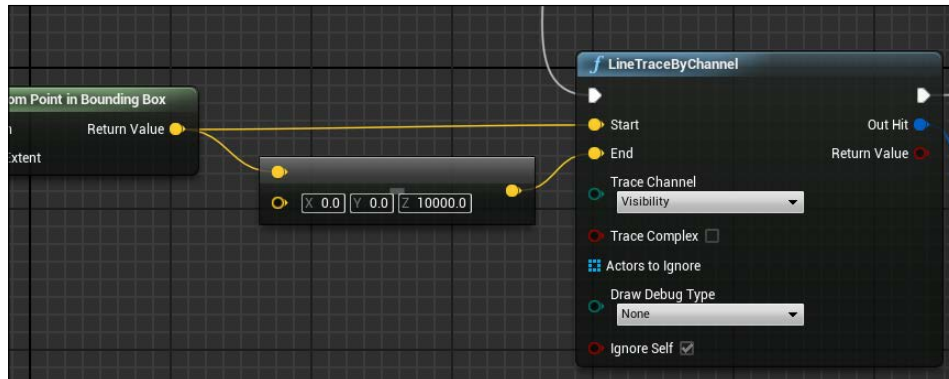 LineTraceByChannel
om Point in Bounding Box
Return Value
Start
Out Hit
Extent
End
Return Value
X 0.0 Y 0.0 Z 10000.0
Trace Channel
Visibility
Trace Complex
Actors to Ignore
Draw Debug Type
None
Ignore Self